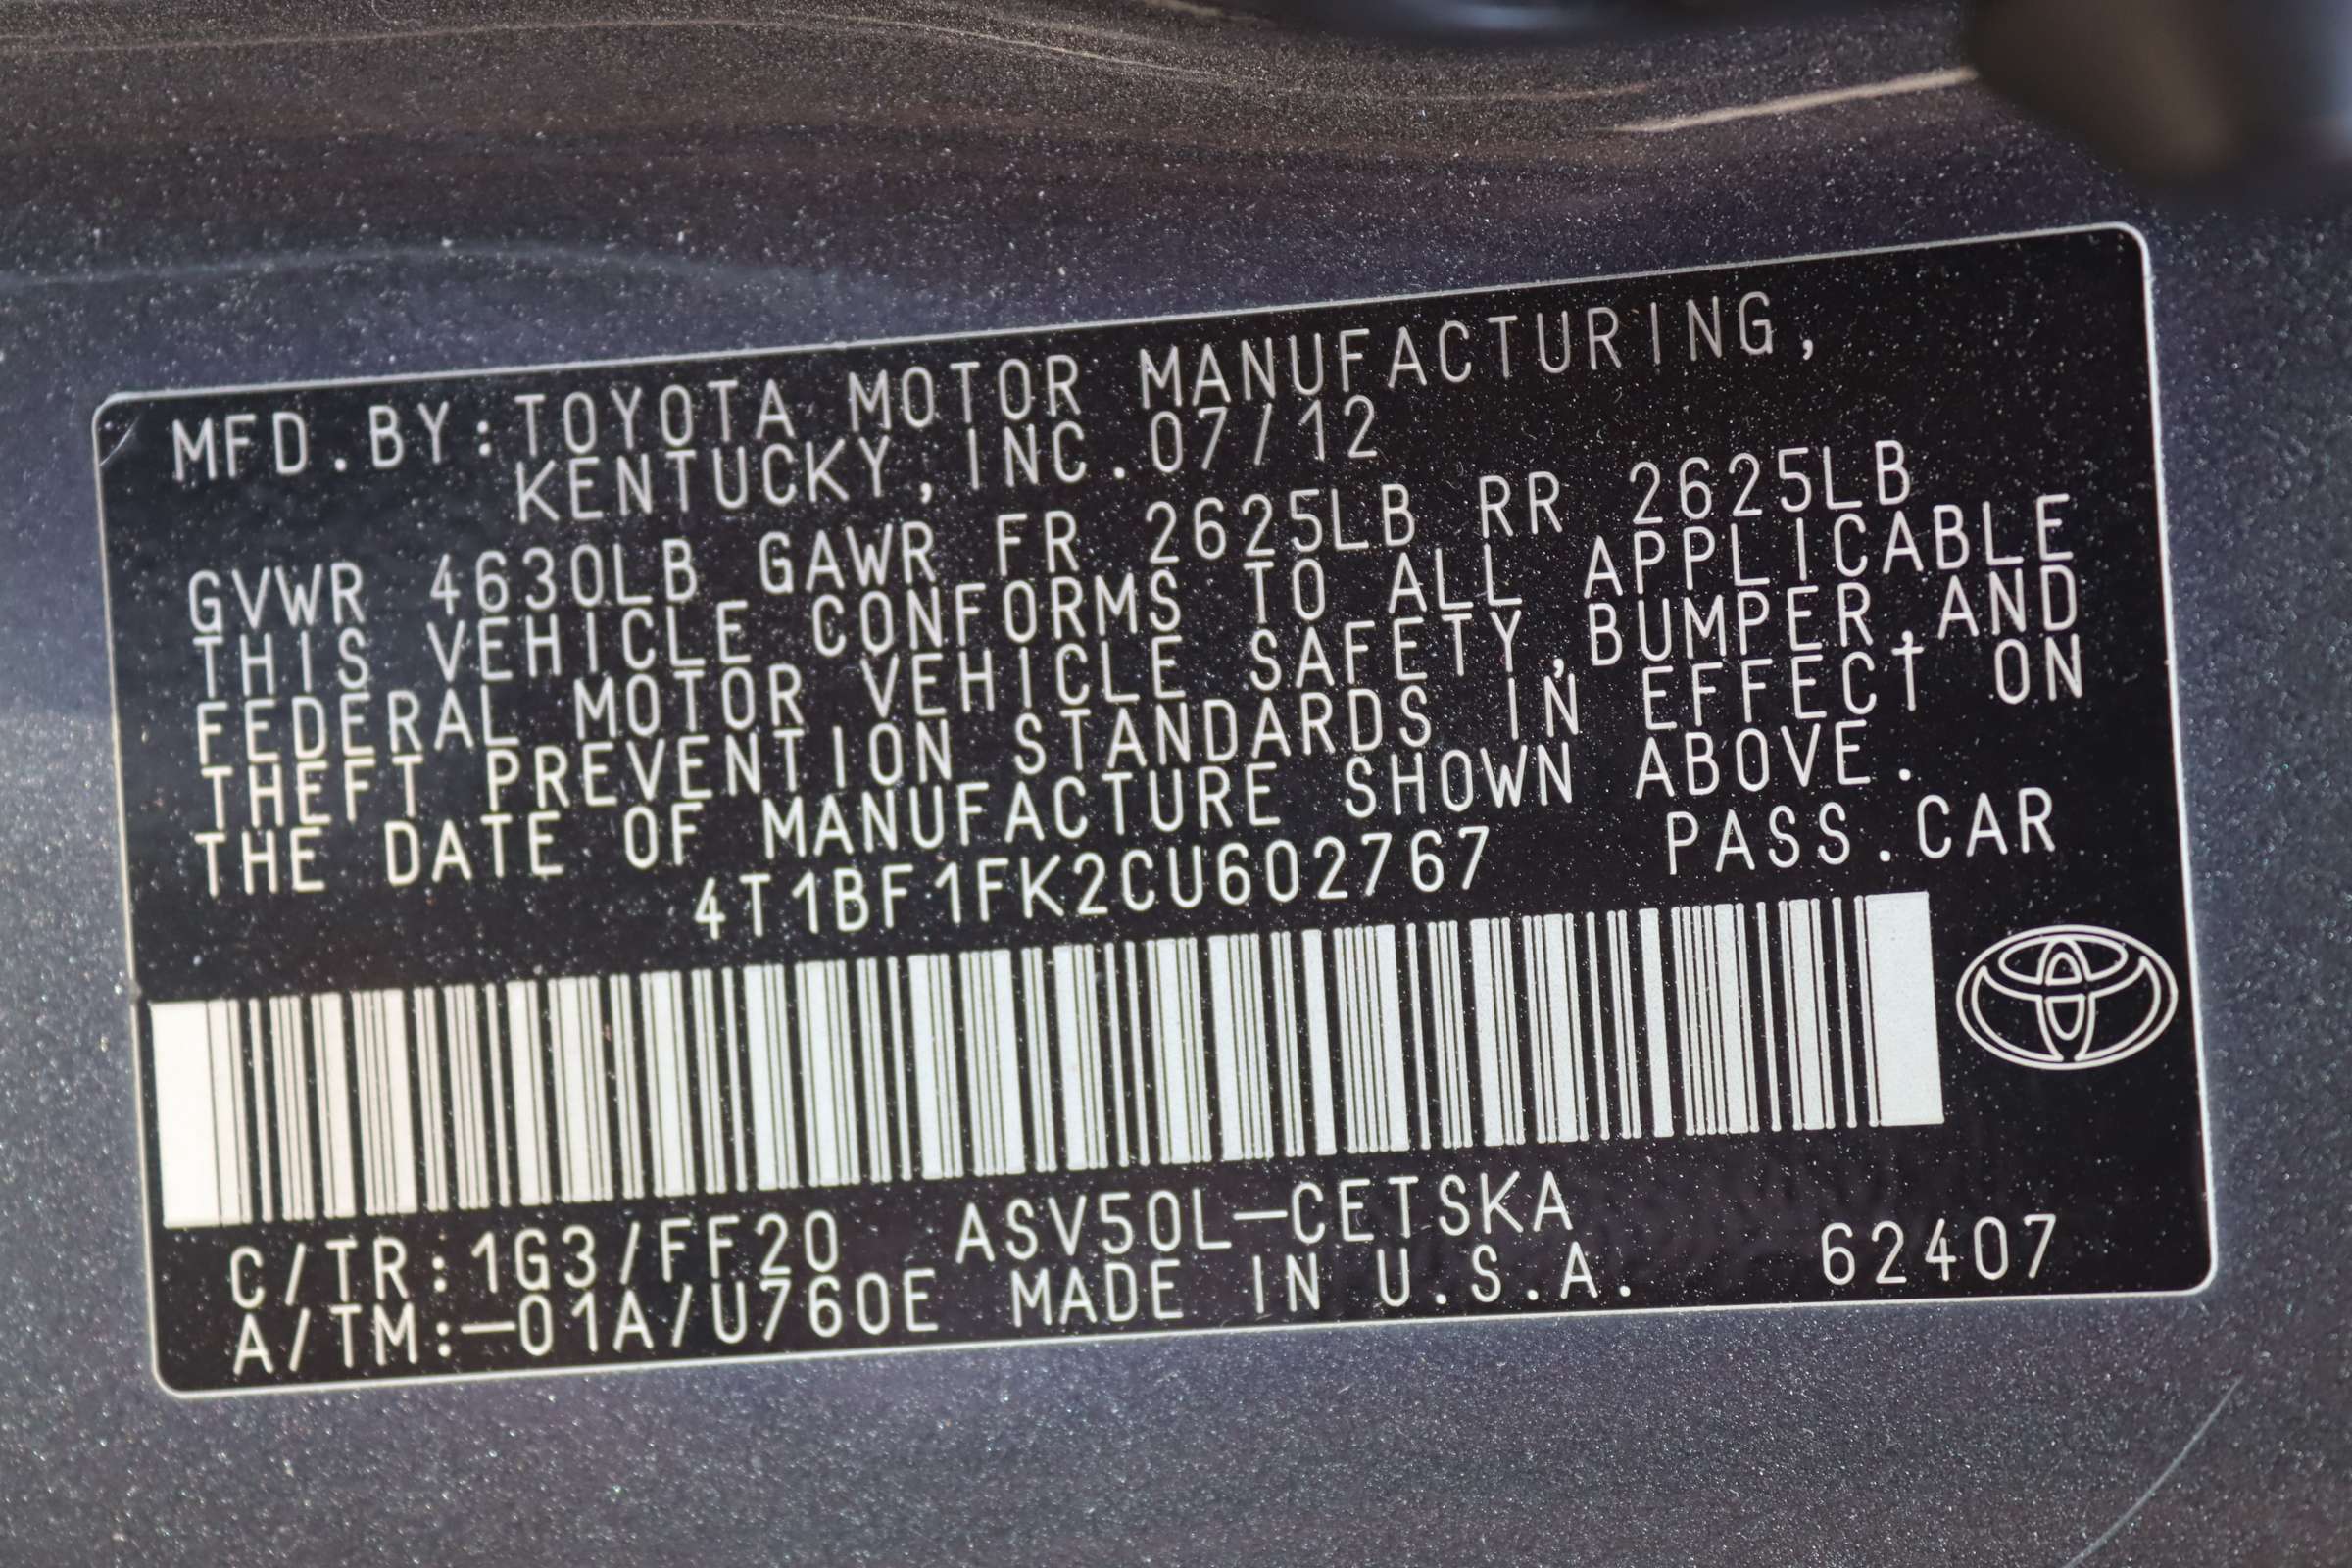 MFD.BY:TOYOTA MOTOR MANUFACTURING,
KENTUCKY,INC.07/12
GVWR 4630LB GAWR FR 2625LB RR 2625LB
THIS VEHICLE CONFORMS TO ALL APPLICABLE
FEDERAL MOTOR VEHICLE SAFETY,BUMPER,AND
THEFT PREVENTION STANDARDS IN EFFECT ON
THE DATE OF MANUFACTURE SHOWN ABOVE.
4T1BF1FK2CU602767 PASS.CAR
C/TR:1G3/FF20 ASV50L-CETSKA
A/TM:-01A/U760E MADE IN U.S.A. 62407